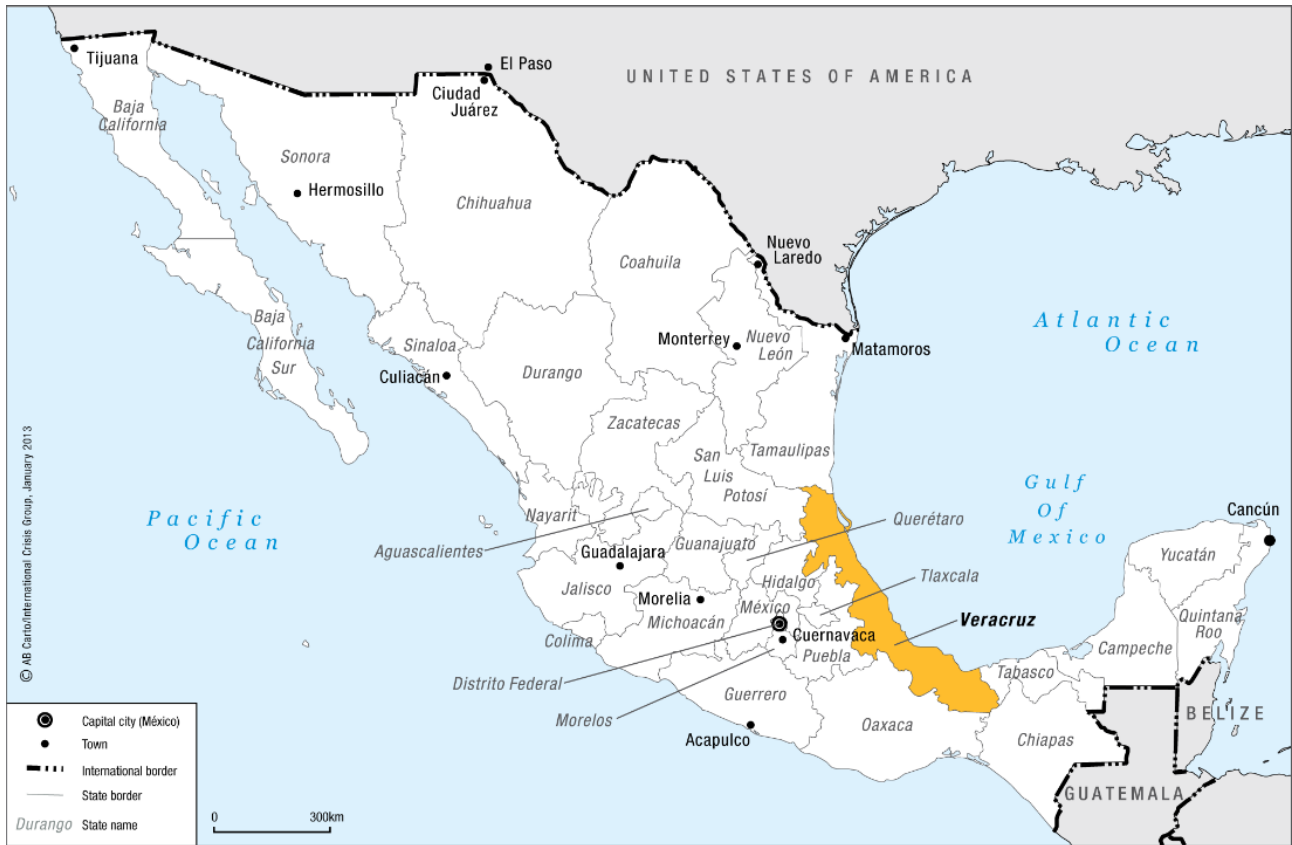 Tijuana
El Paso
UNITED STATES OF AMERICA
Ciudad
Juárez
Baja
California
Sonora
Hermosillo
Chihuahua
Nuevo
Laredo
Coahuila
Baja
California
Sur
Sinaloa
Culiacán
Durango
Monterrey
Nuevo
León
Matamoros
Atlantic
Ocean
Zacatecas
San
Luis
Potosí
Tamaulipas
Gulf
Of
Mexico
Cancún
Pacific
Ocean
Nayarit
Aguascalientes
Guanajuato
Querétaro
Yucatán
Guadalajara
Jalisco
Hidalgo
Tlaxcala
Morelia
Michoacán
México
Veracruz
Quintana
Roo
Colima
Cuernavaca
Puebla
Campeche
Tabasco
Distrito Federal
Guerrero
Morelos
Oaxaca
Acapulco
Chiapas
BELIZE
GUATEMALA
© AB Carto/International Crisis Group, January 2013
Capital city (México)
Town
International border
State border
Durango State name
0 300km